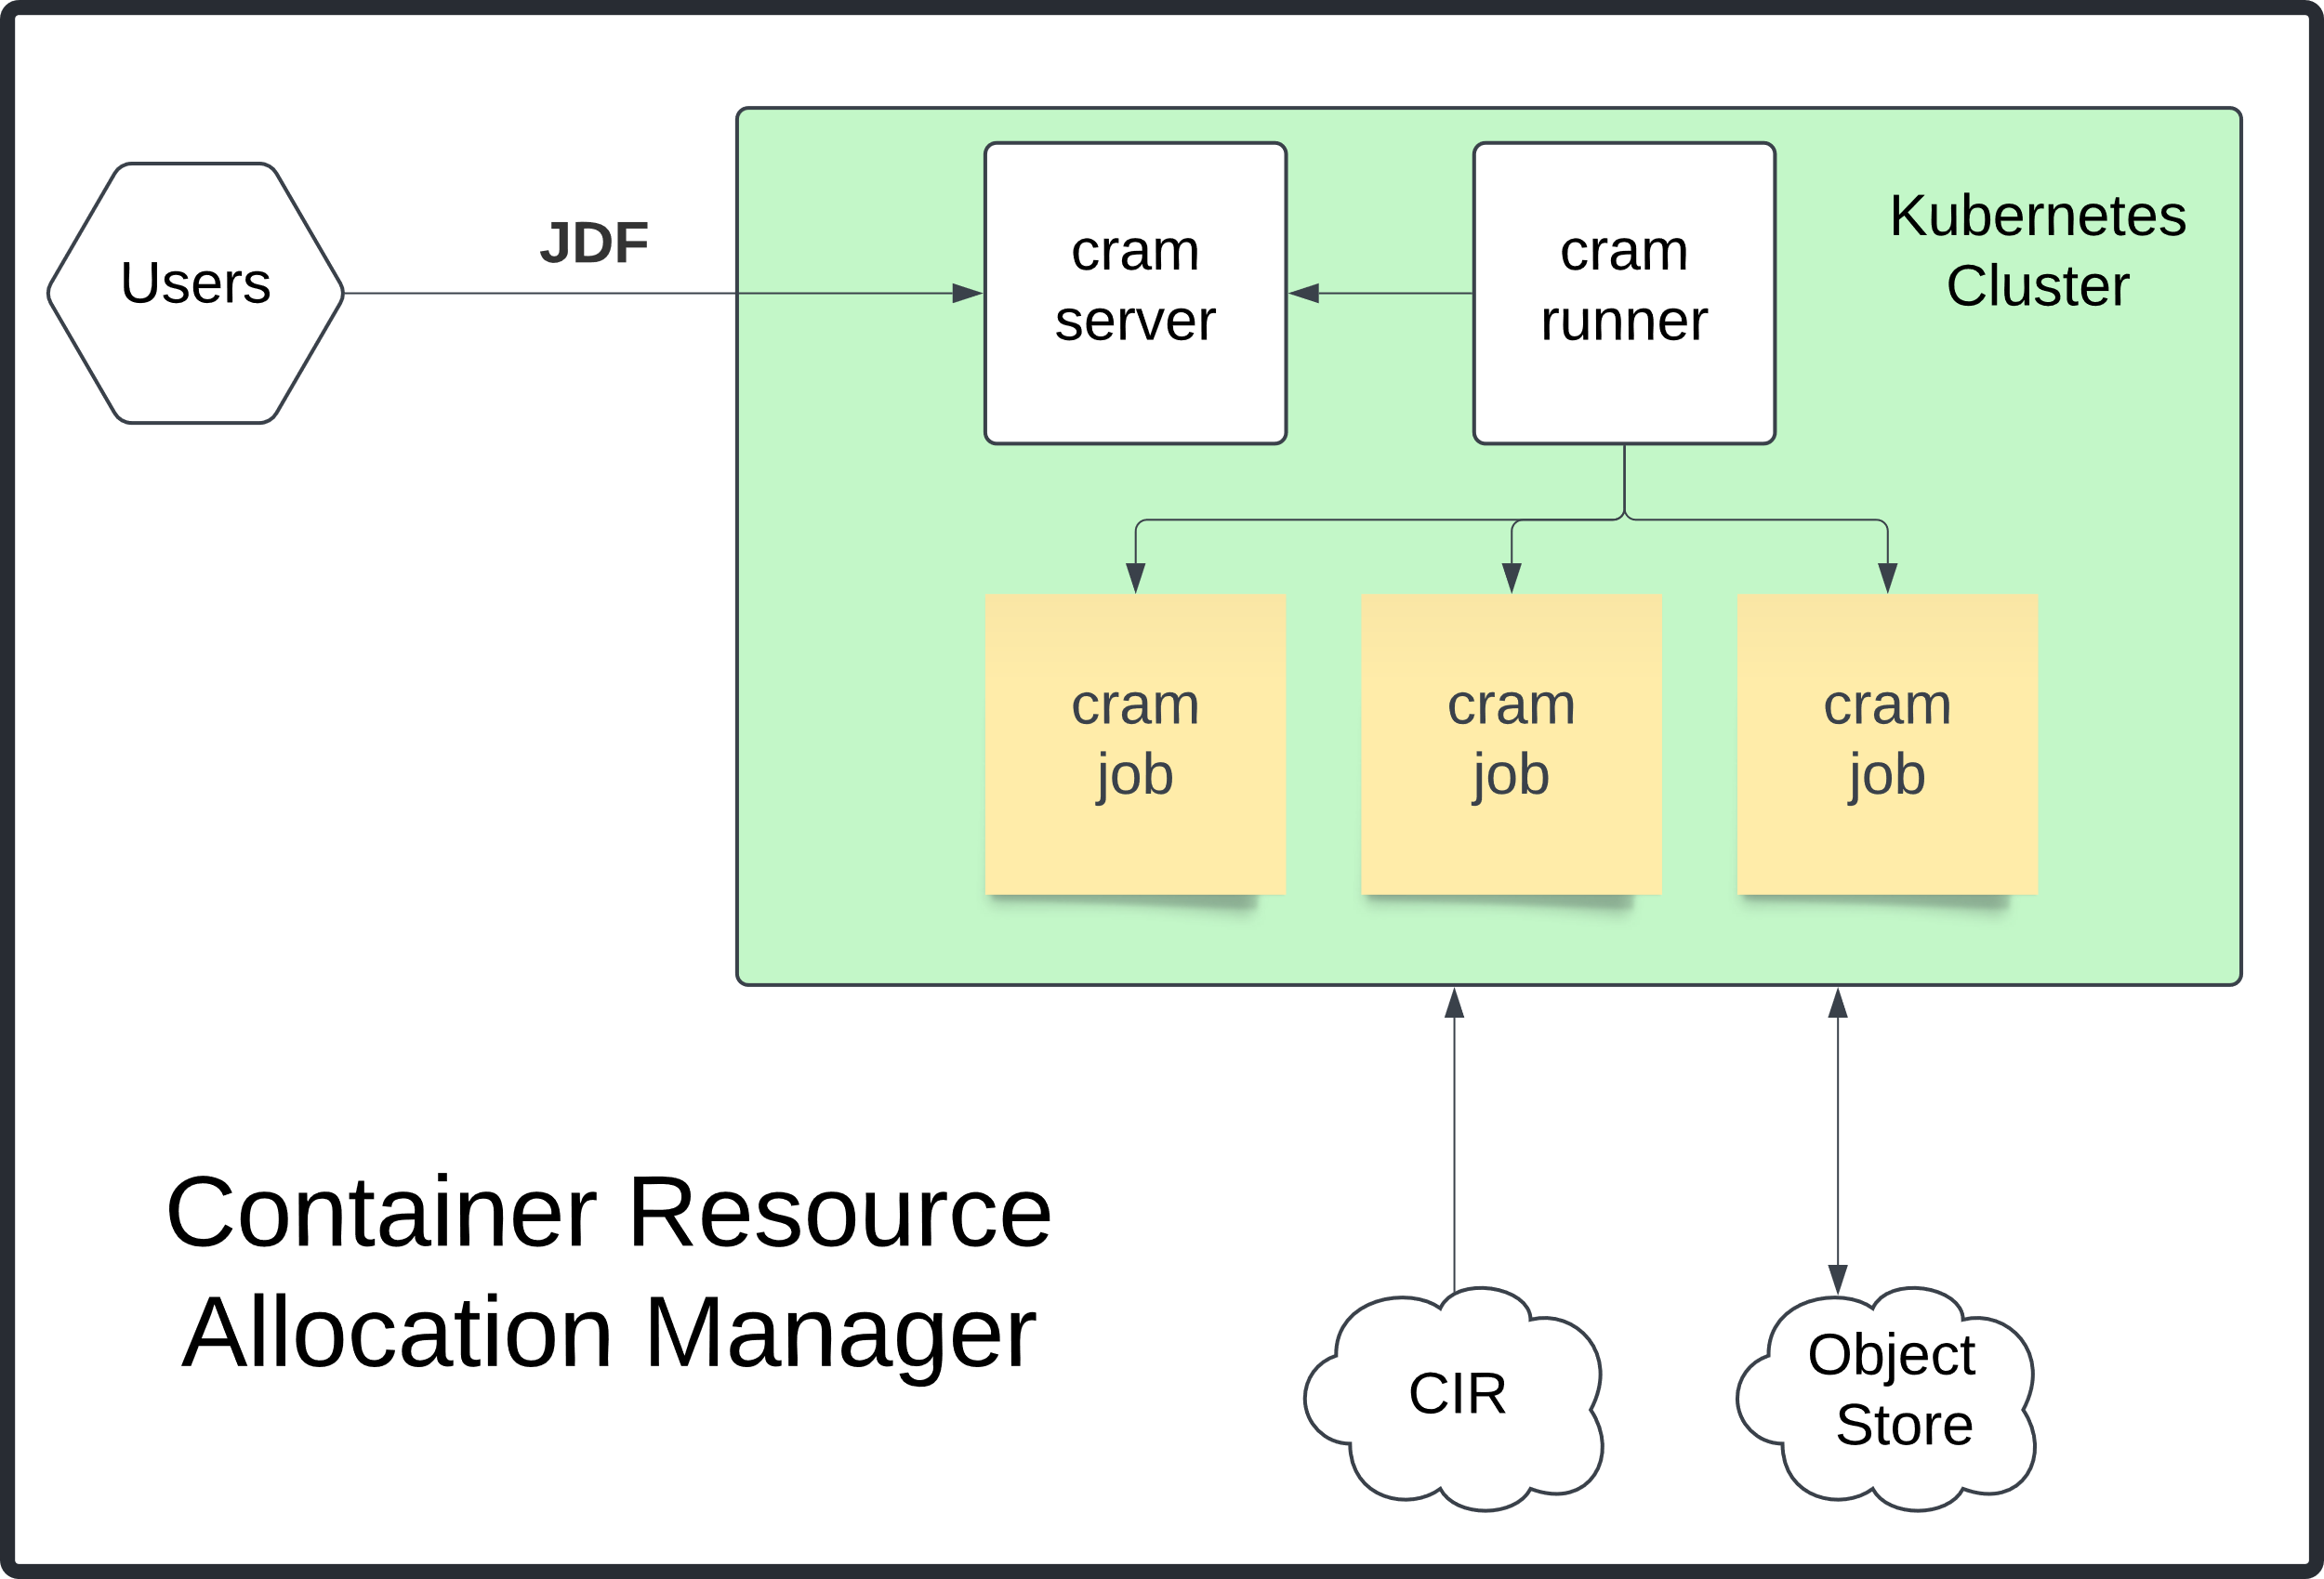 Users
JDF
cram
server
cram
runner
Kubernetes
Cluster
cram
job
cram
job
cram
job
Container Resource
Allocation Manager
CIR
Object
Store